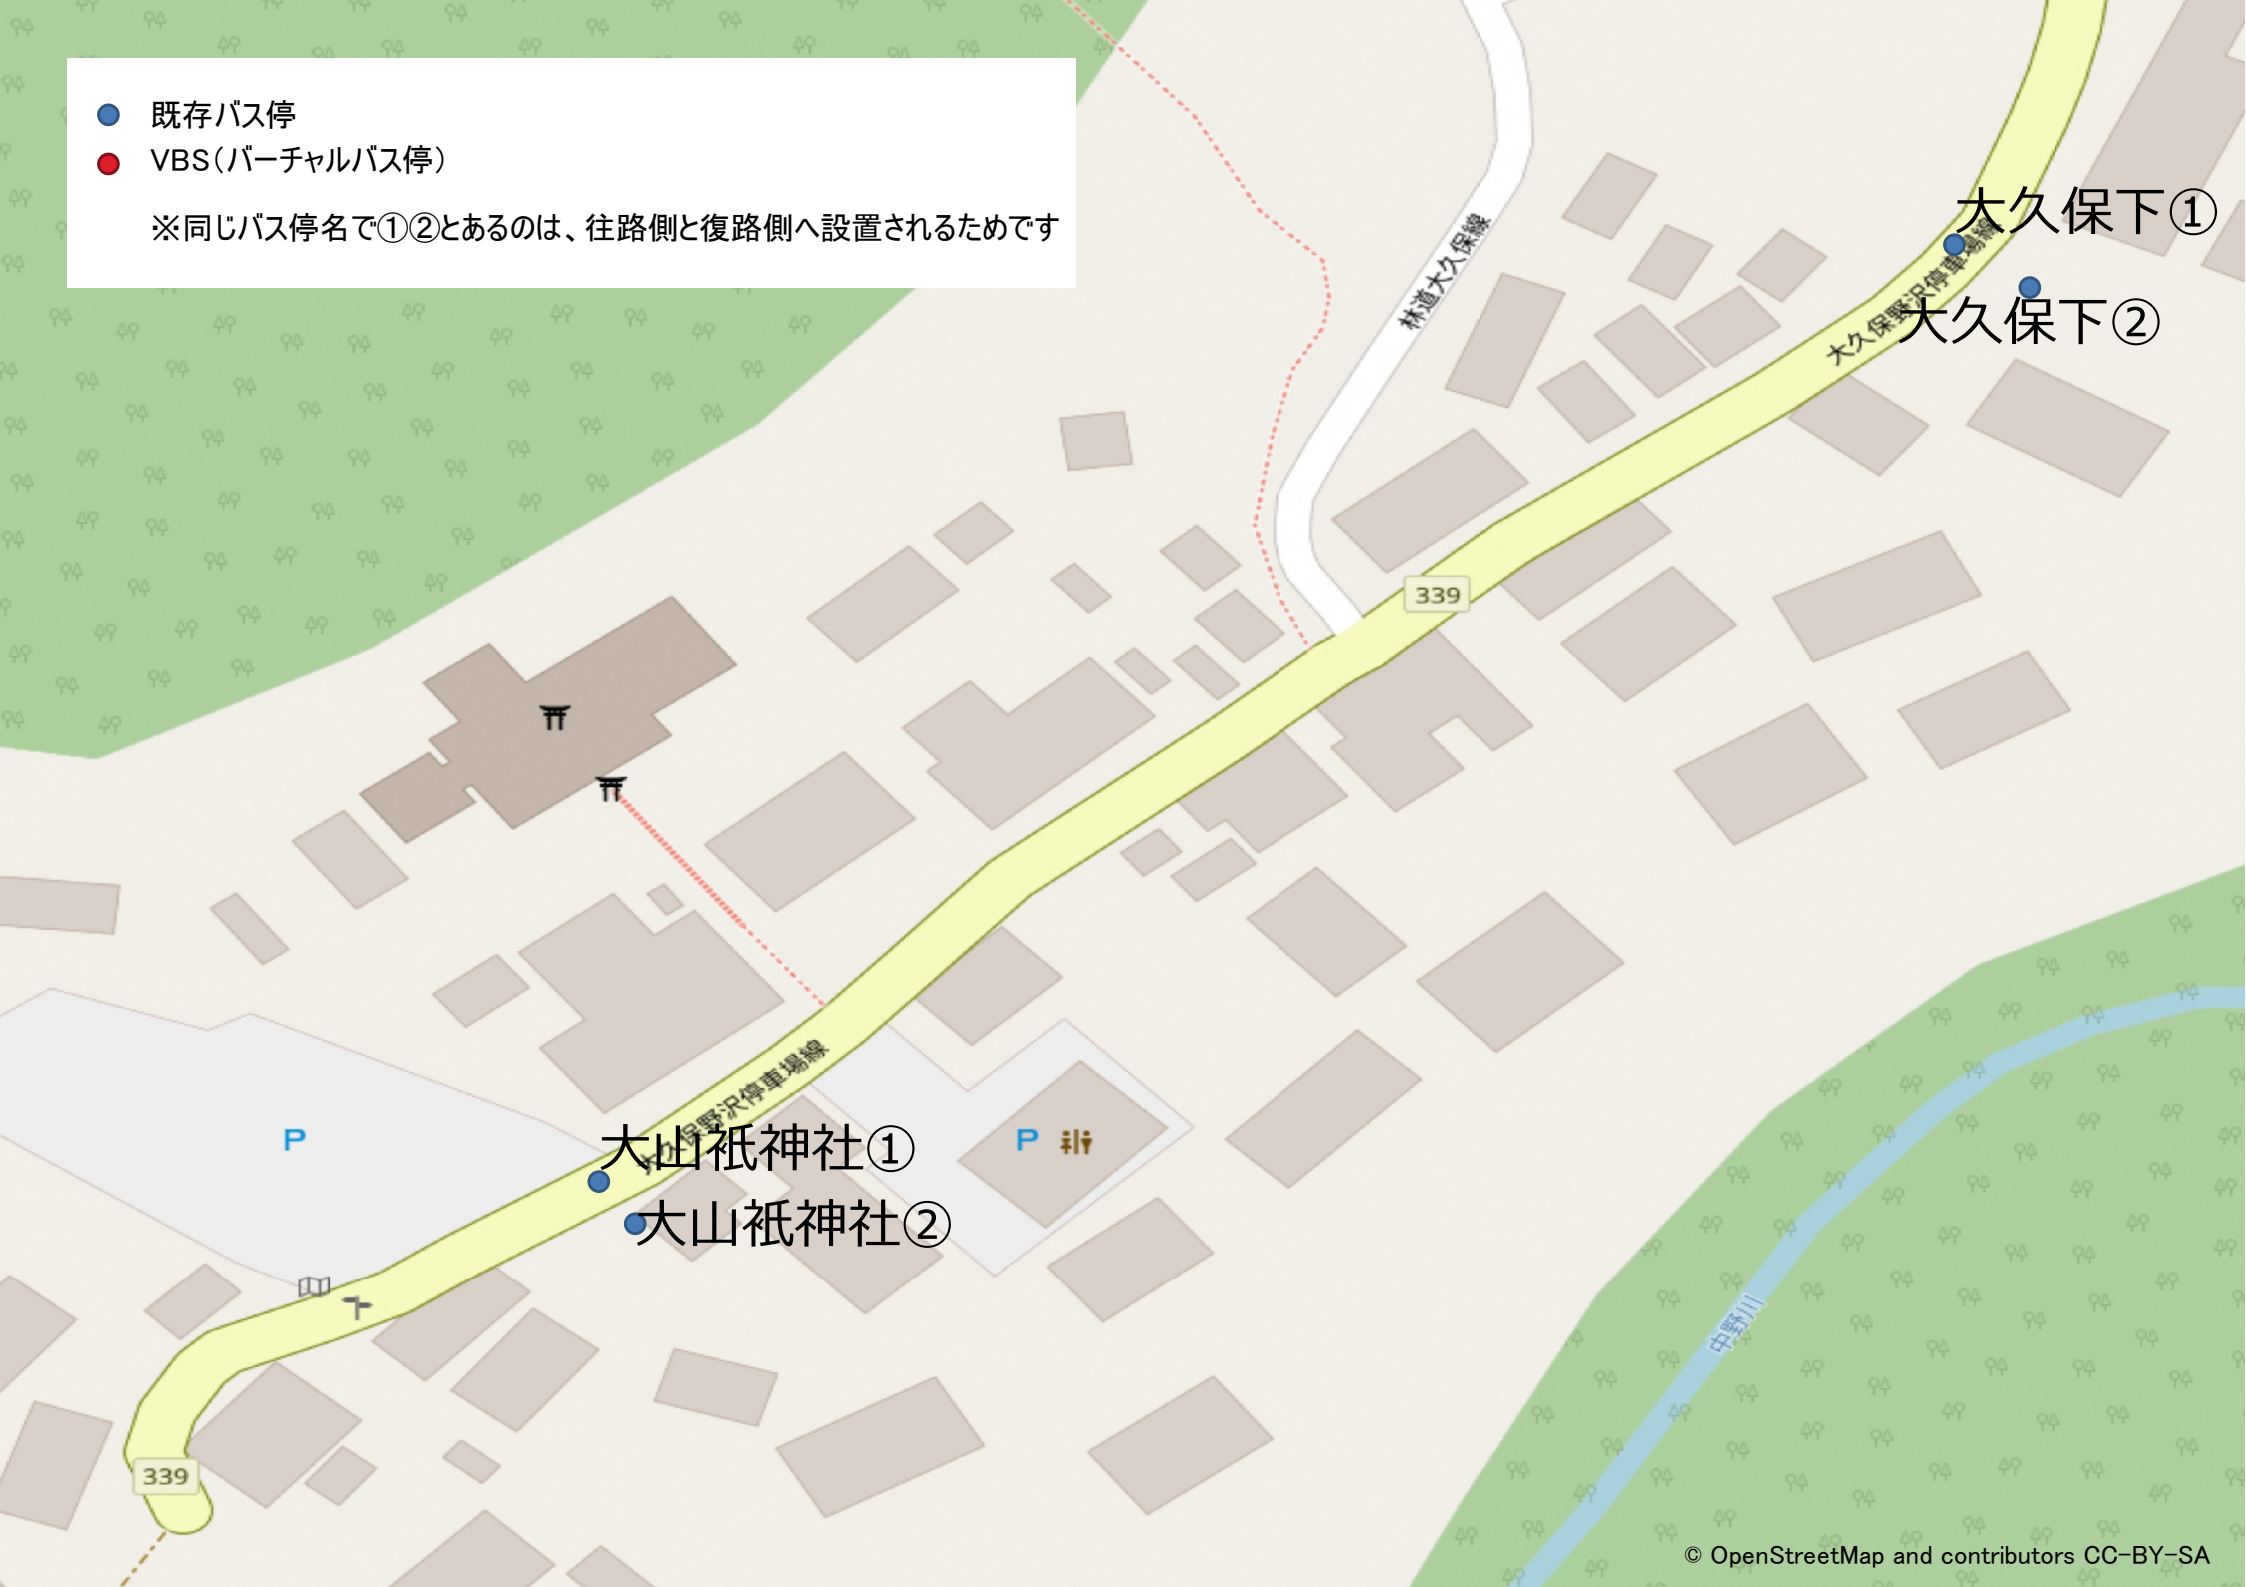 既存バス停
VBS(バーチャルバス停)
※同じバス停名で①②とあるのは、往路側と復路側へ設置されるためです
林道大久保線
大久保下①
大久保野沢停車場線
大久保下②
339
大久保野沢停車場線
大山祇神社①
大山祇神社②
P
P
中野川
339
© OpenStreetMap and contributors CC-BY-SA